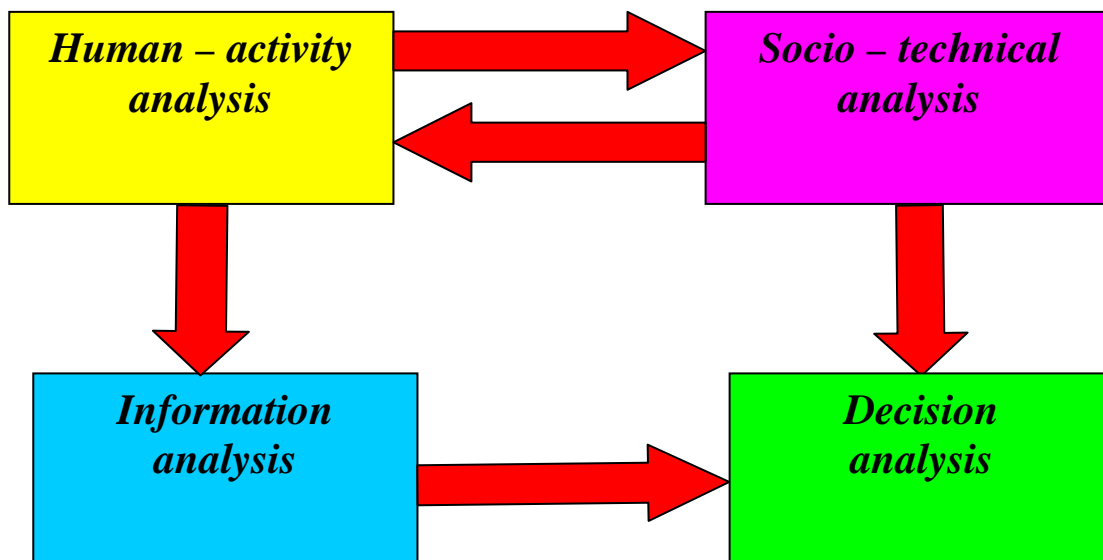 Human – activity
analysis
Socio – technical
analysis
Information
analysis
Decision
analysis